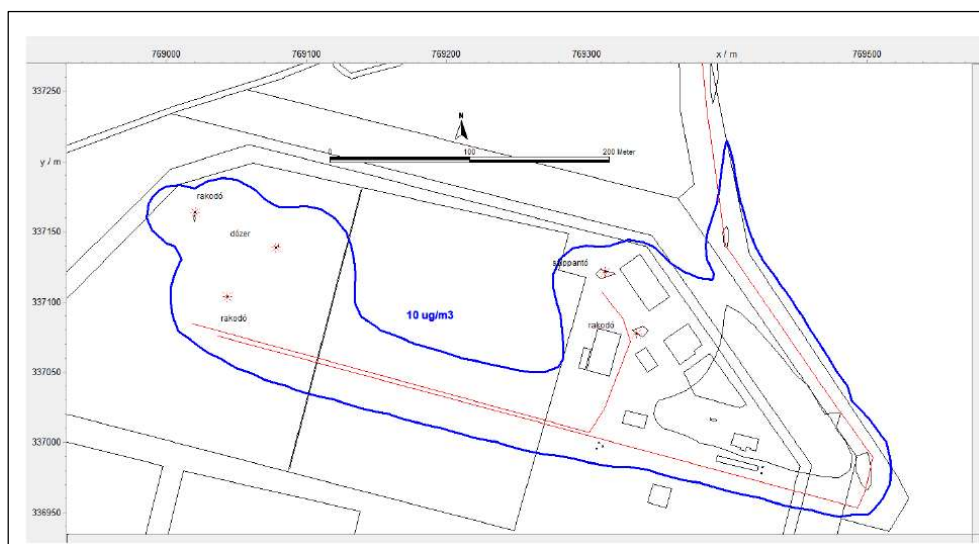 769000 769100 769200 769300 x / m 769500
337250
N
y / m
0 100 200 Meter
rakodó
337150
dózer
süppantó
337100
10 ug/m3
rakodó
rakodó
337050
337000
336950